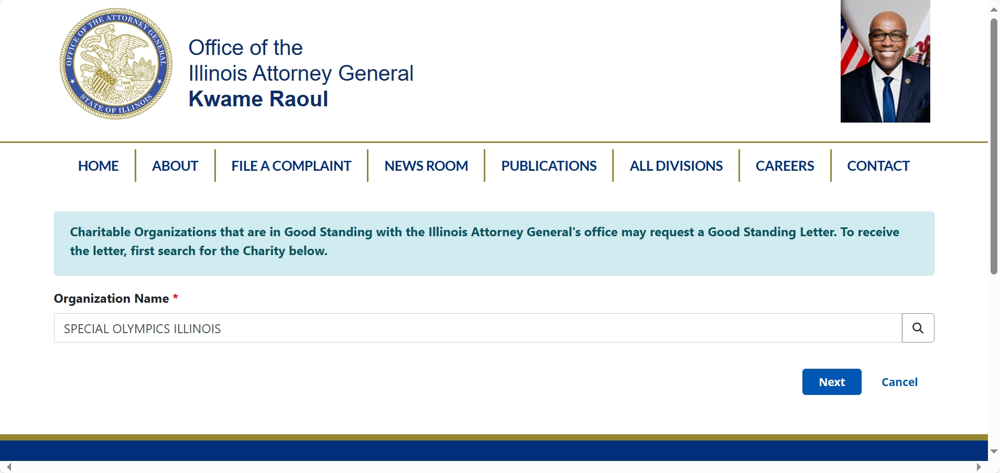 OFFICE OF THE ATTORNEY GENERAL
STATE OF ILLINOIS
NATIONAL
UNION
STATE
1868
1818
Office of the
Illinois Attorney General
Kwame Raoul
HOME
ABOUT
FILE A COMPLAINT
NEWS ROOM
PUBLICATIONS
ALL DIVISIONS
CAREERS
CONTACT
Charitable Organizations that are in Good Standing with the Illinois Attorney General's office may request a Good Standing Letter. To receive
the letter, first search for the Charity below.
Organization Name *
SPECIAL OLYMPICS ILLINOIS
Next
Cancel